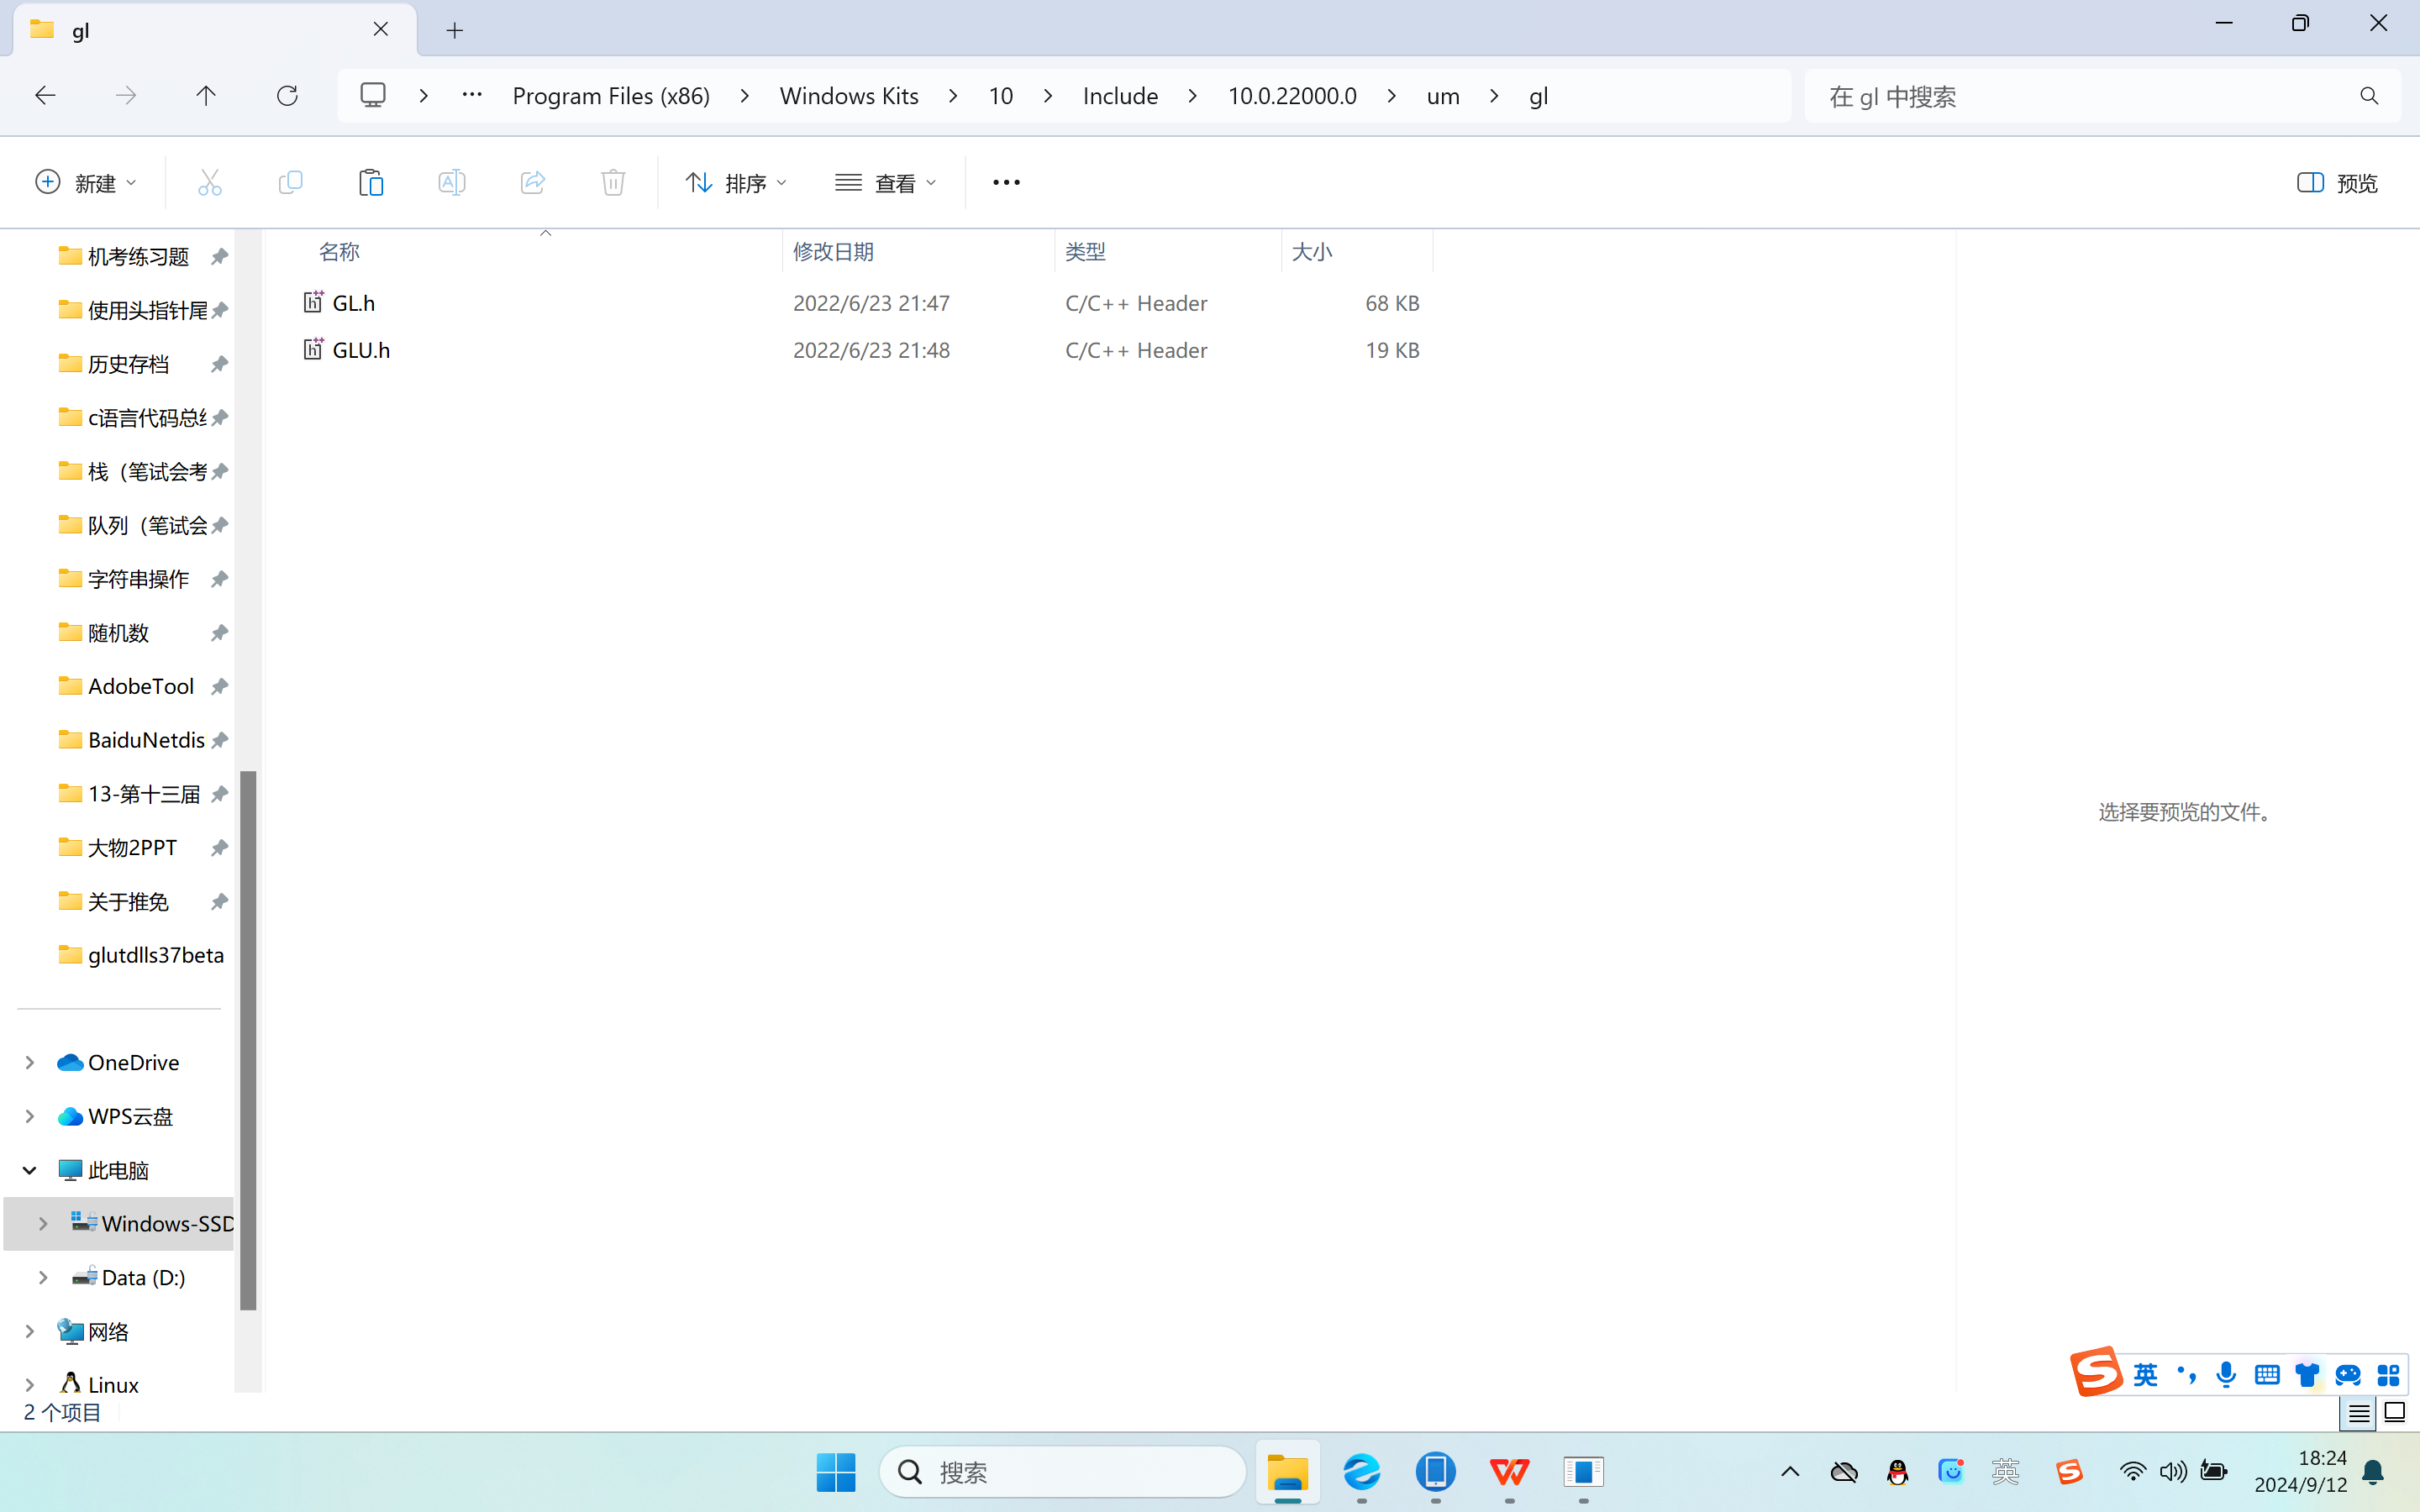 gl
Program Files (x86) Windows Kits 10 Include 10.0.22000.0 um gl
在 gl 中搜索
新建
排序
查看
预览
名称 修改日期 类型 大小
GL.h 2022/6/23 21:47 C/C++ Header 68 KB
GLU.h 2022/6/23 21:48 C/C++ Header 19 KB
机考练习题
使用头指针尾
历史存档
c语言代码总
栈（笔试会考
队列（笔试会
字符串操作
随机数
AdobeTool
BaiduNetdis
13-第十三届
大物2PPT
关于推免
glutdlls37beta
OneDrive
WPS云盘
此电脑
Windows-SSD
Data (D:)
网络
Linux
选择要预览的文件。
2 个项目
英
搜索
英
18:24
2024/9/12